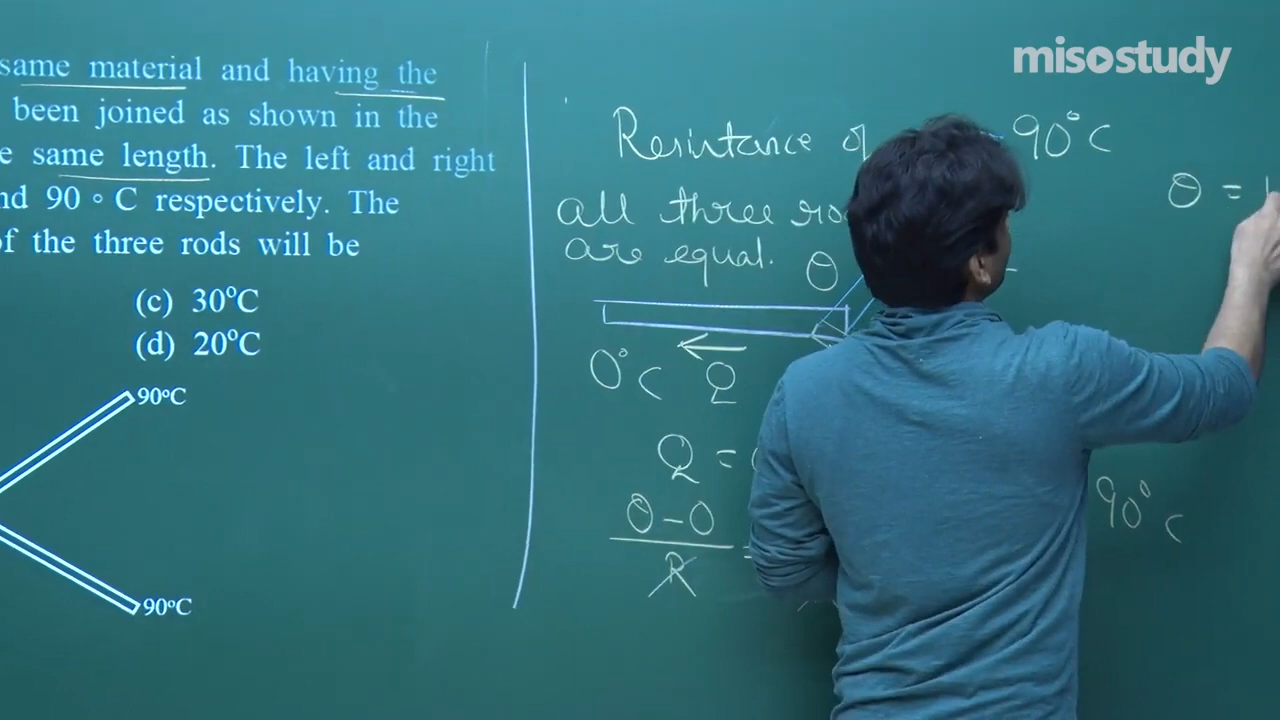 misostudy
same material and having the
been joined as shown in the
same length. The left and right
90 ° C respectively. The
of the three rods will be
(c) 30°C
(d) 20°C
90°C
90°C
Resistance of
90°C
all three
are equal.
θ
θ =
0°C
Q
Q =
θ - 0
R
90°C